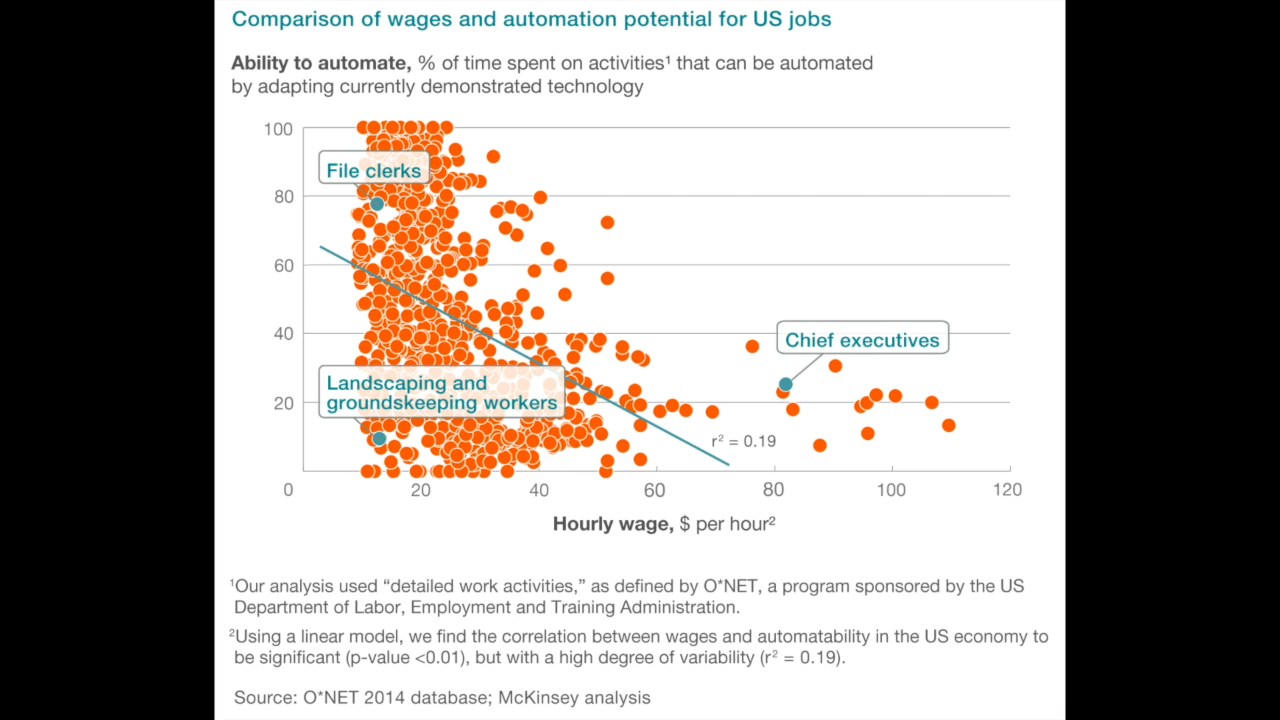 Comparison of wages and automation potential for US jobs
Ability to automate, % of time spent on activities¹ that can be automated
by adapting currently demonstrated technology
100
80
60
40
20
File clerks
Chief executives
Landscaping and
groundskeeping workers
r² = 0.19
0 20 40 60 80 100 120
Hourly wage, $ per hour²
¹Our analysis used “detailed work activities,” as defined by O*NET, a program sponsored by the US
Department of Labor, Employment and Training Administration.
²Using a linear model, we find the correlation between wages and automatability in the US economy to
be significant (p-value <0.01), but with a high degree of variability (r² = 0.19).
Source: O*NET 2014 database; McKinsey analysis